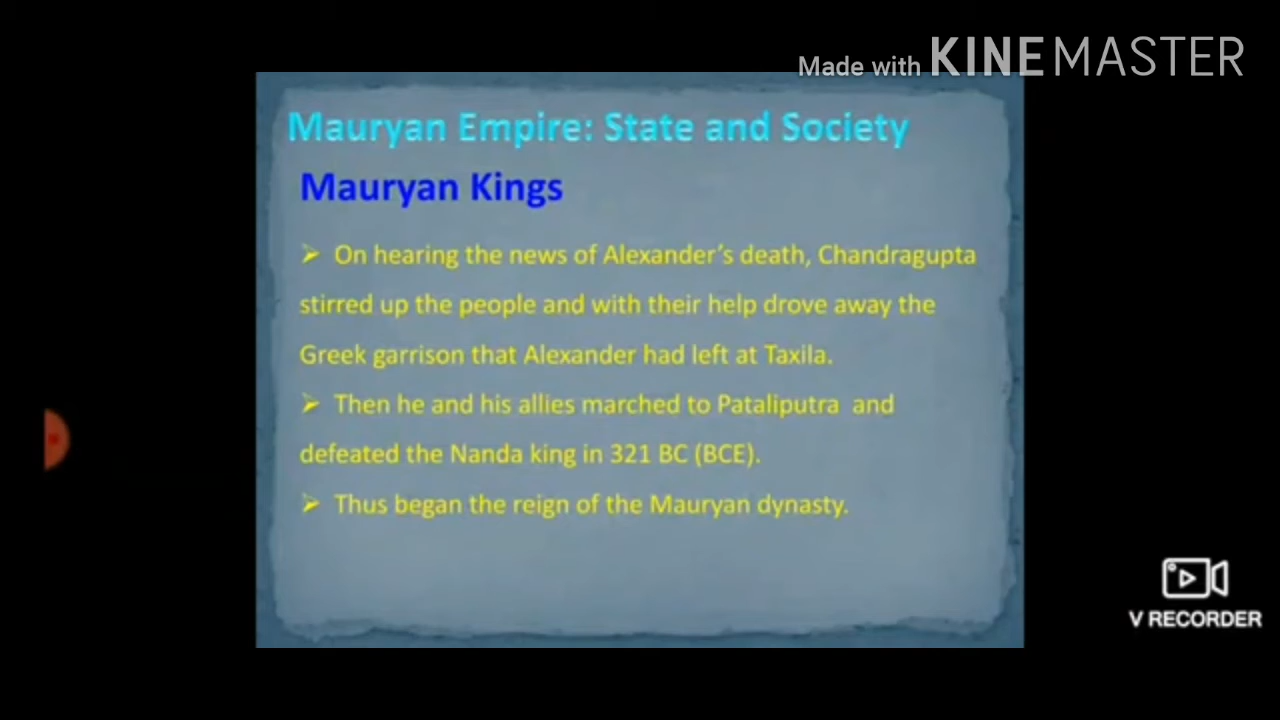 Made with KINEMASTER
Mauryan Empire: State and Society
Mauryan Kings
➢ On hearing the news of Alexander's death, Chandragupta
stirred up the people and with their help drove away the
Greek garrison that Alexander had left at Taxila.
➢ Then he and his allies marched to Pataliputra and
defeated the Nanda king in 321 BC (BCE).
➢ Thus began the reign of the Mauryan dynasty.
V RECORDER